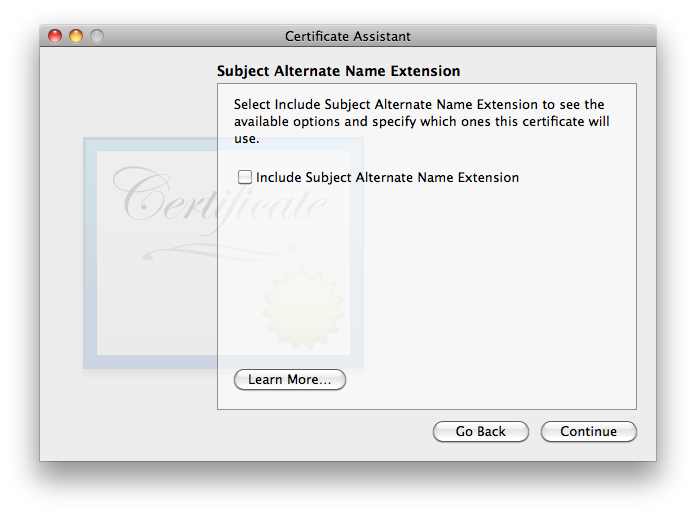 Certificate Assistant
Subject Alternate Name Extension
Select Include Subject Alternate Name Extension to see the
available options and specify which ones this certificate will
use.
Include Subject Alternate Name Extension
Certificate
Learn More...
Go Back
Continue